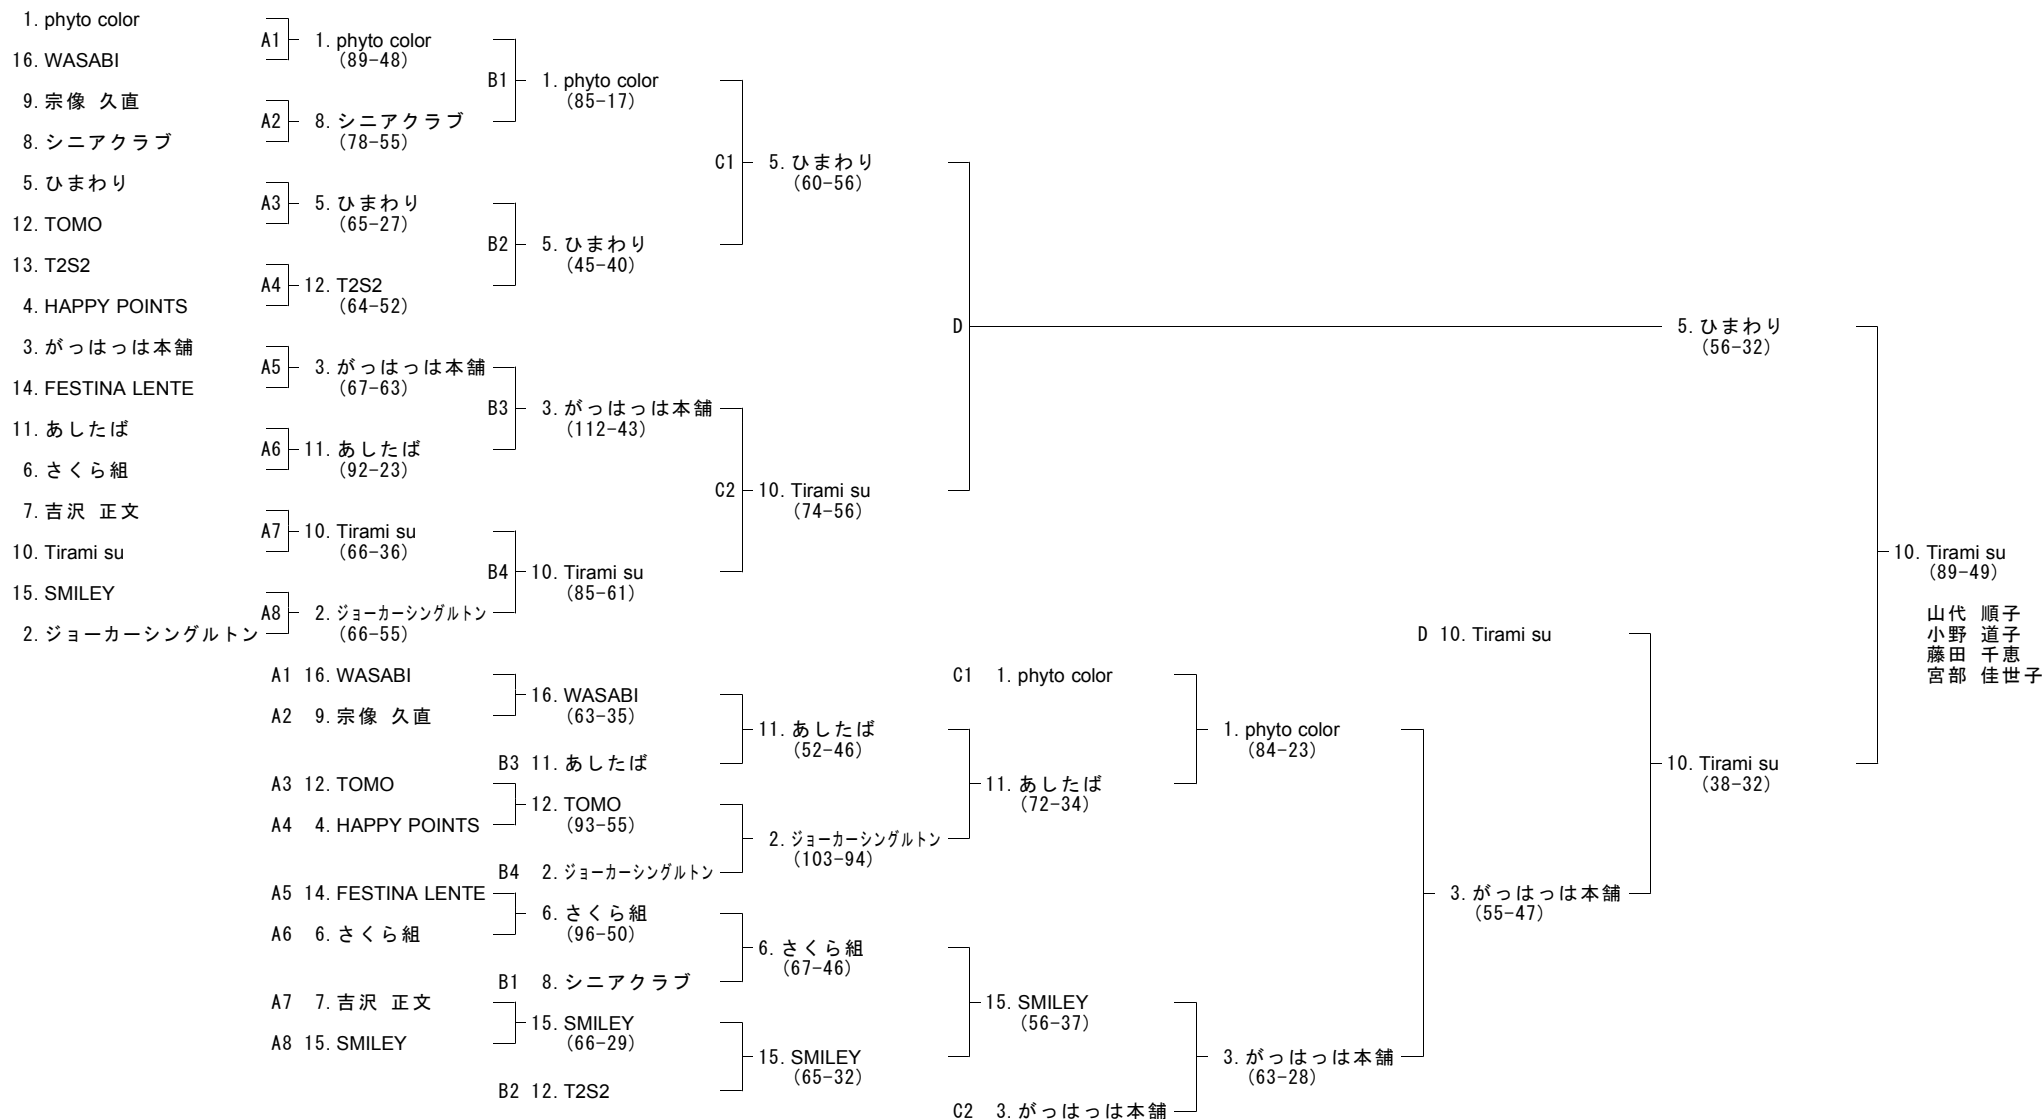 1. phyto color
16. WASABI
9. 宗像 久直
8. シニアクラブ
5. ひまわり
12. TOMO
13. T2S2
4. HAPPY POINTS
3. がっはっは本舗
14. FESTINA LENTE
11. あしたば
6. さくら組
7. 吉沢 正文
10. Tirami su
15. SMILEY
2. ジョーカーシングルトン
A1
1. phyto color
(89-48)
A2
8. シニアクラブ
(78-55)
A3
5. ひまわり
(65-27)
A4
12. T2S2
(64-52)
A5
3. がっはっは本舗
(67-63)
A6
11. あしたば
(92-23)
A7
10. Tirami su
(66-36)
A8
2. ジョーカーシングルトン
(66-55)
B1
1. phyto color
(85-17)
B2
5. ひまわり
(45-40)
B3
3. がっはっは本舗
(112-43)
B4
10. Tirami su
(85-61)
C1
5. ひまわり
(60-56)
C2
10. Tirami su
(74-56)
D
5. ひまわり
(56-32)
A1 16. WASABI
A2 9. 宗像 久直
A3 12. TOMO
A4 4. HAPPY POINTS
A5 14. FESTINA LENTE
A6 6. さくら組
A7 7. 吉沢 正文
A8 15. SMILEY
16. WASABI
(63-35)
B3 11. あしたば
12. TOMO
(93-55)
B4 2. ジョーカーシングルトン
6. さくら組
(96-50)
B1 8. シニアクラブ
15. SMILEY
(66-29)
B2 12. T2S2
11. あしたば
(52-46)
2. ジョーカーシングルトン
(103-94)
6. さくら組
(67-46)
15. SMILEY
(65-32)
C1 1. phyto color
11. あしたば
(72-34)
15. SMILEY
(56-37)
C2 3. がっはっは本舗
1. phyto color
(84-23)
3. がっはっは本舗
(63-28)
D 10. Tirami su
3. がっはっは本舗
(55-47)
10. Tirami su
(38-32)
10. Tirami su
(89-49)
山代 順子
小野 道子
藤田 千恵
宮部 佳世子